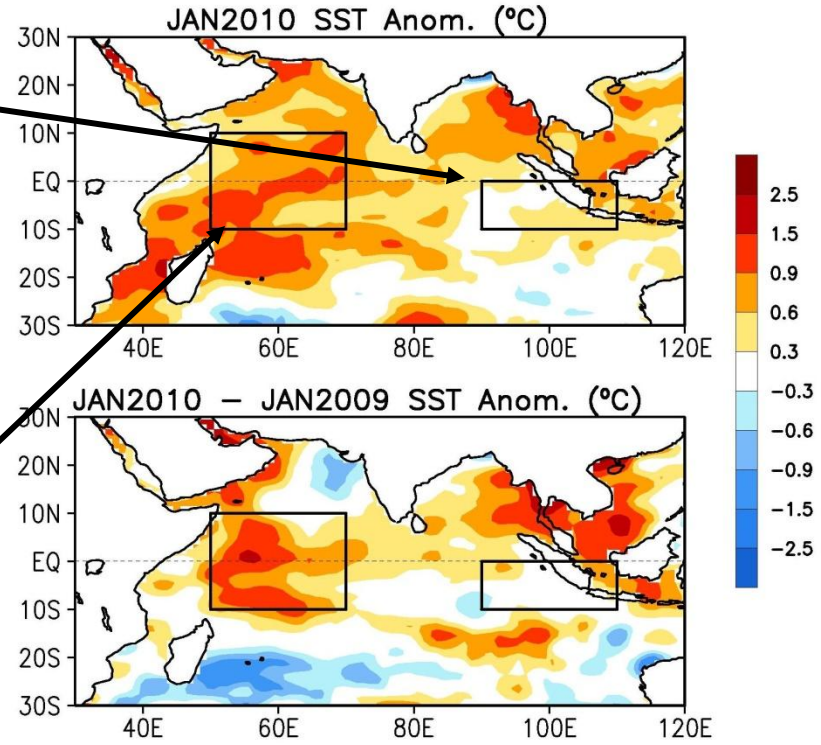 JAN2010 SST Anom. (ºC)
30N
20N
10N
EQ
10S
20S
30S
40E 60E 80E 100E 120E
JAN2010 – JAN2009 SST Anom. (ºC)
30N
20N
10N
EQ
10S
20S
30S
40E 60E 80E 100E 120E
2.5
1.5
0.9
0.6
0.3
-0.3
-0.6
-0.9
-1.5
-2.5